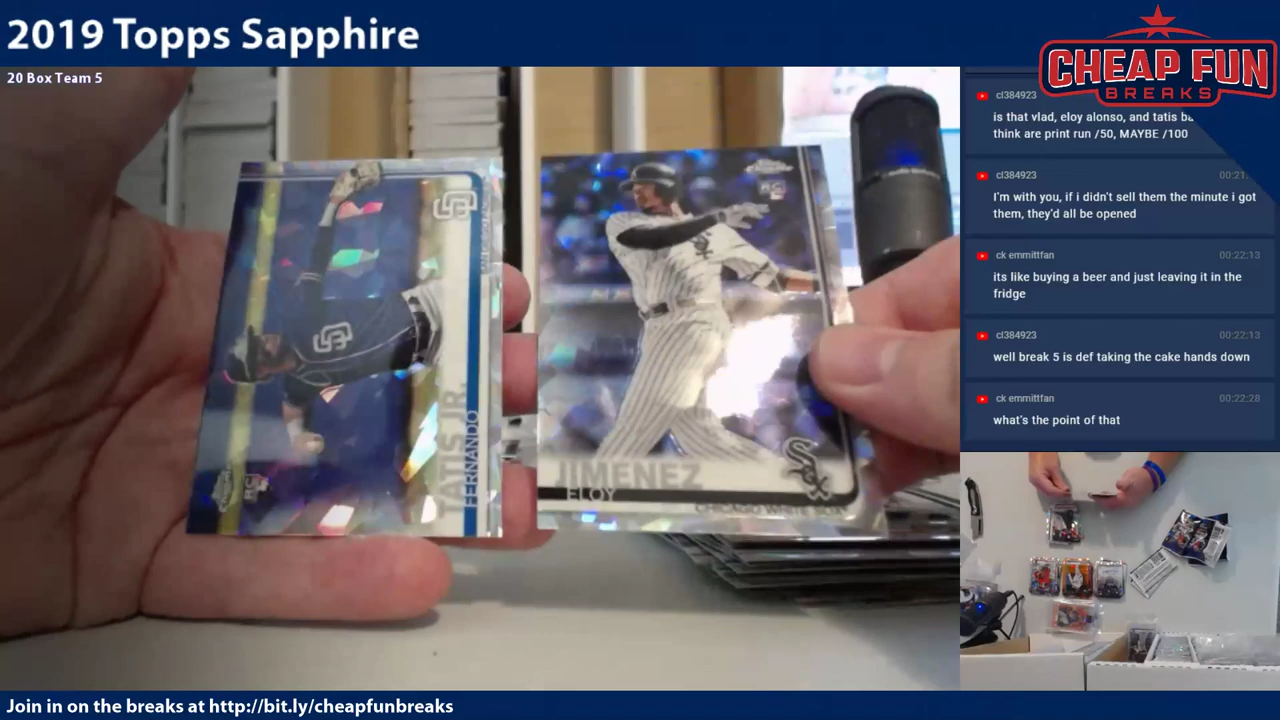 2019 Topps Sapphire
20 Box Team 5
CHEAP FUN
BREAKS
cl384923
is that vlad, eloy alonso, and tatis
think are print run /50, MAYBE /100
cl384923
I'm with you, if i didn't sell them the minute i got
them, they'd all be opened
ck emmittfan 00:22:13
its like buying a beer and just leaving it in the
fridge
cl384923 00:22:13
well break 5 is def taking the cake hands down
ck emmittfan 00:22:28
what's the point of that
TATIS JR.
FERNANDO
SD
RC
JIMENEZ
ELOY
CHICAGO WHITE SOX
Sox
RC
Join in on the breaks at http://bit.ly/cheapfunbreaks